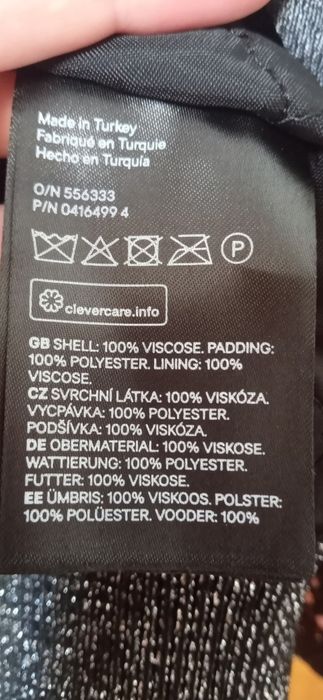 Made in Turkey
Fabriqué en Turquie
Hecho en Turquía
O/N 556333
P/N 0416499 4
P
clevercare.info
GB SHELL: 100% VISCOSE. PADDING:
100% POLYESTER. LINING: 100%
VISCOSE.
CZ SVRCHNÍ LÁTKA: 100% VISKÓZA.
VYCPÁVKA: 100% POLYESTER.
PODŠÍVKA: 100% VISKÓZA.
DE OBERMATERIAL: 100% VISKOSE.
WATTIERUNG: 100% POLYESTER.
FUTTER: 100% VISKOSE.
EE ÜMBRIS: 100% VISKOOS. POLSTER:
100% POLÜESTER. VOODER: 100%